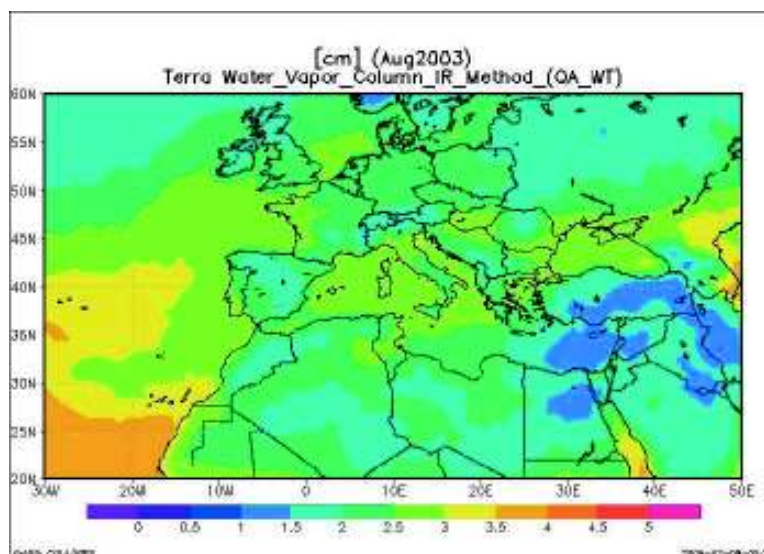 [cm] (Aug2003)
Terra Water_Vapor_Column_IR_Method_(QA_WT)
60N
55N
50N
45N
40N
35N
30N
25N
20N
30W 20W 10W 0 10E 20E 30E 40E 50E
0 0.5 1 1.5 2 2.5 3 3.5 4 4.5 5